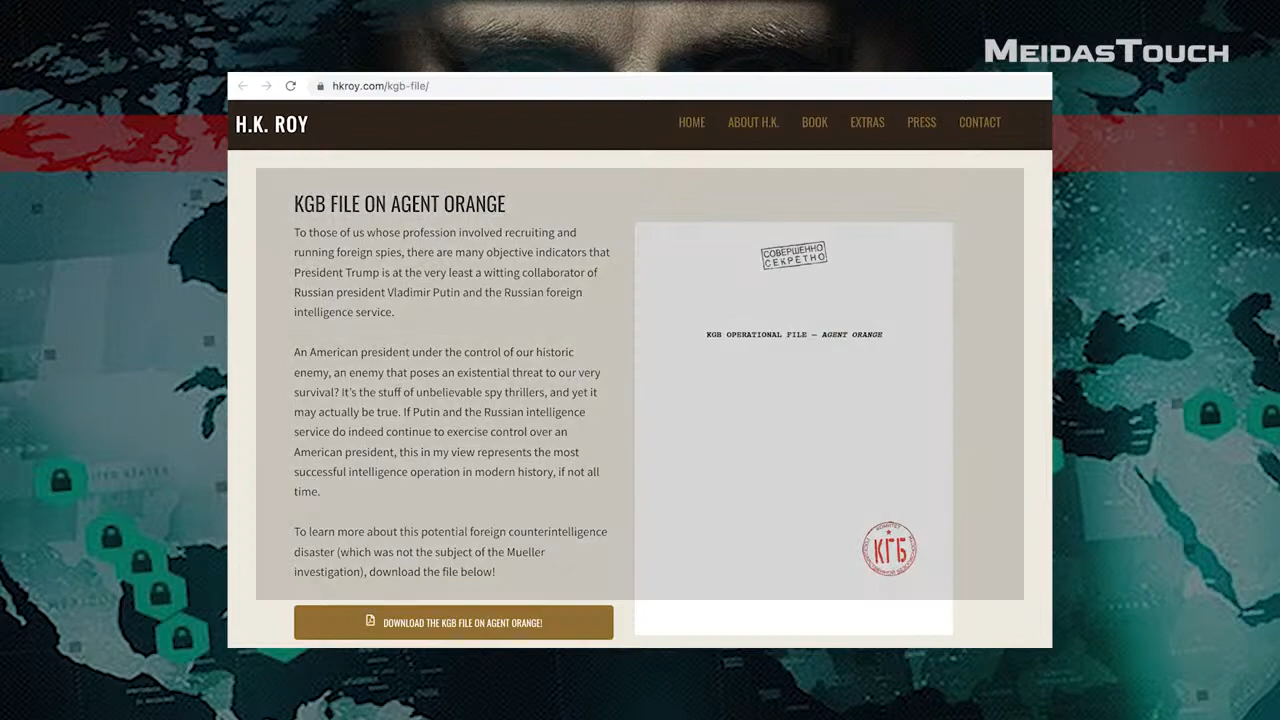 MEIDASTOUCH
hkroy.com/kgb-file/
H.K. ROY
HOME ABOUT H.K. BOOK EXTRAS PRESS CONTACT
KGB FILE ON AGENT ORANGE
To those of us whose profession involved recruiting and
running foreign spies, there are many objective indicators that
President Trump is at the very least a witting collaborator of
Russian president Vladimir Putin and the Russian foreign
intelligence service.
An American president under the control of our historic
enemy, an enemy that poses an existential threat to our very
survival? It's the stuff of unbelievable spy thrillers, and yet it
may actually be true. If Putin and the Russian intelligence
service do indeed continue to exercise control over an
American president, this in my view represents the most
successful intelligence operation in modern history, if not all
time.
To learn more about this potential foreign counterintelligence
disaster (which was not the subject of the Mueller
investigation), download the file below!
DOWNLOAD THE KGB FILE ON AGENT ORANGE!
СОВЕРШЕННО
СЕКРЕТНО
KGB OPERATIONAL FILE – AGENT ORANGE
КОМИТЕТ
КГБ
UNITED STATES